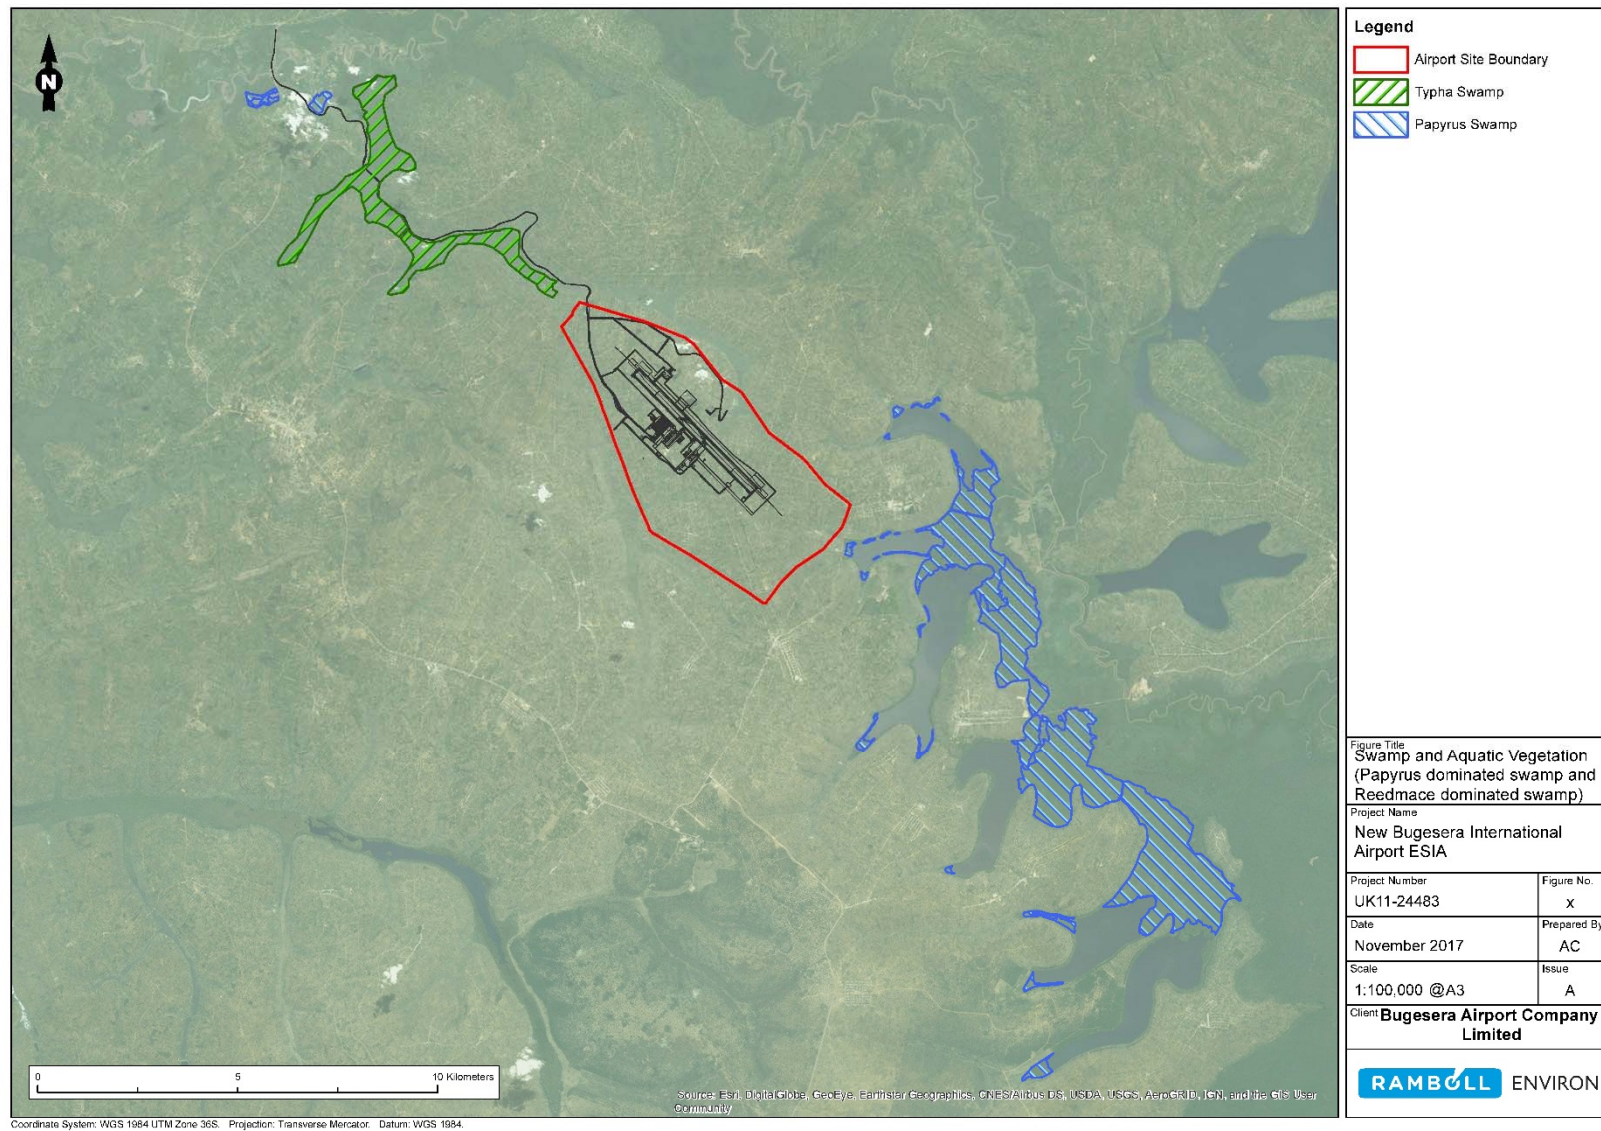 N
Legend
Airport Site Boundary
Typha Swamp
Papyrus Swamp
Figure Title
Swamp and Aquatic Vegetation
(Papyrus dominated swamp and
Reedmace dominated swamp)
Project Name
New Bugesera International
Airport ESIA
Project Number
UK11-24483
Figure No.
x
Date
November 2017
Prepared By
AC
Scale
1:100,000 @A3
Issue
A
Client Bugesera Airport Company
Limited
RAMBOLL ENVIRON
0 5 10 Kilometers
Source: Esri, DigitalGlobe, GeoEye, Earthstar Geographics, CNES/Airbus DS, USDA, USGS, AeroGRID, IGN, and the GIS User
Community
Coordinate System: WGS 1984 UTM Zone 36S. Projection: Transverse Mercator. Datum: WGS 1984.